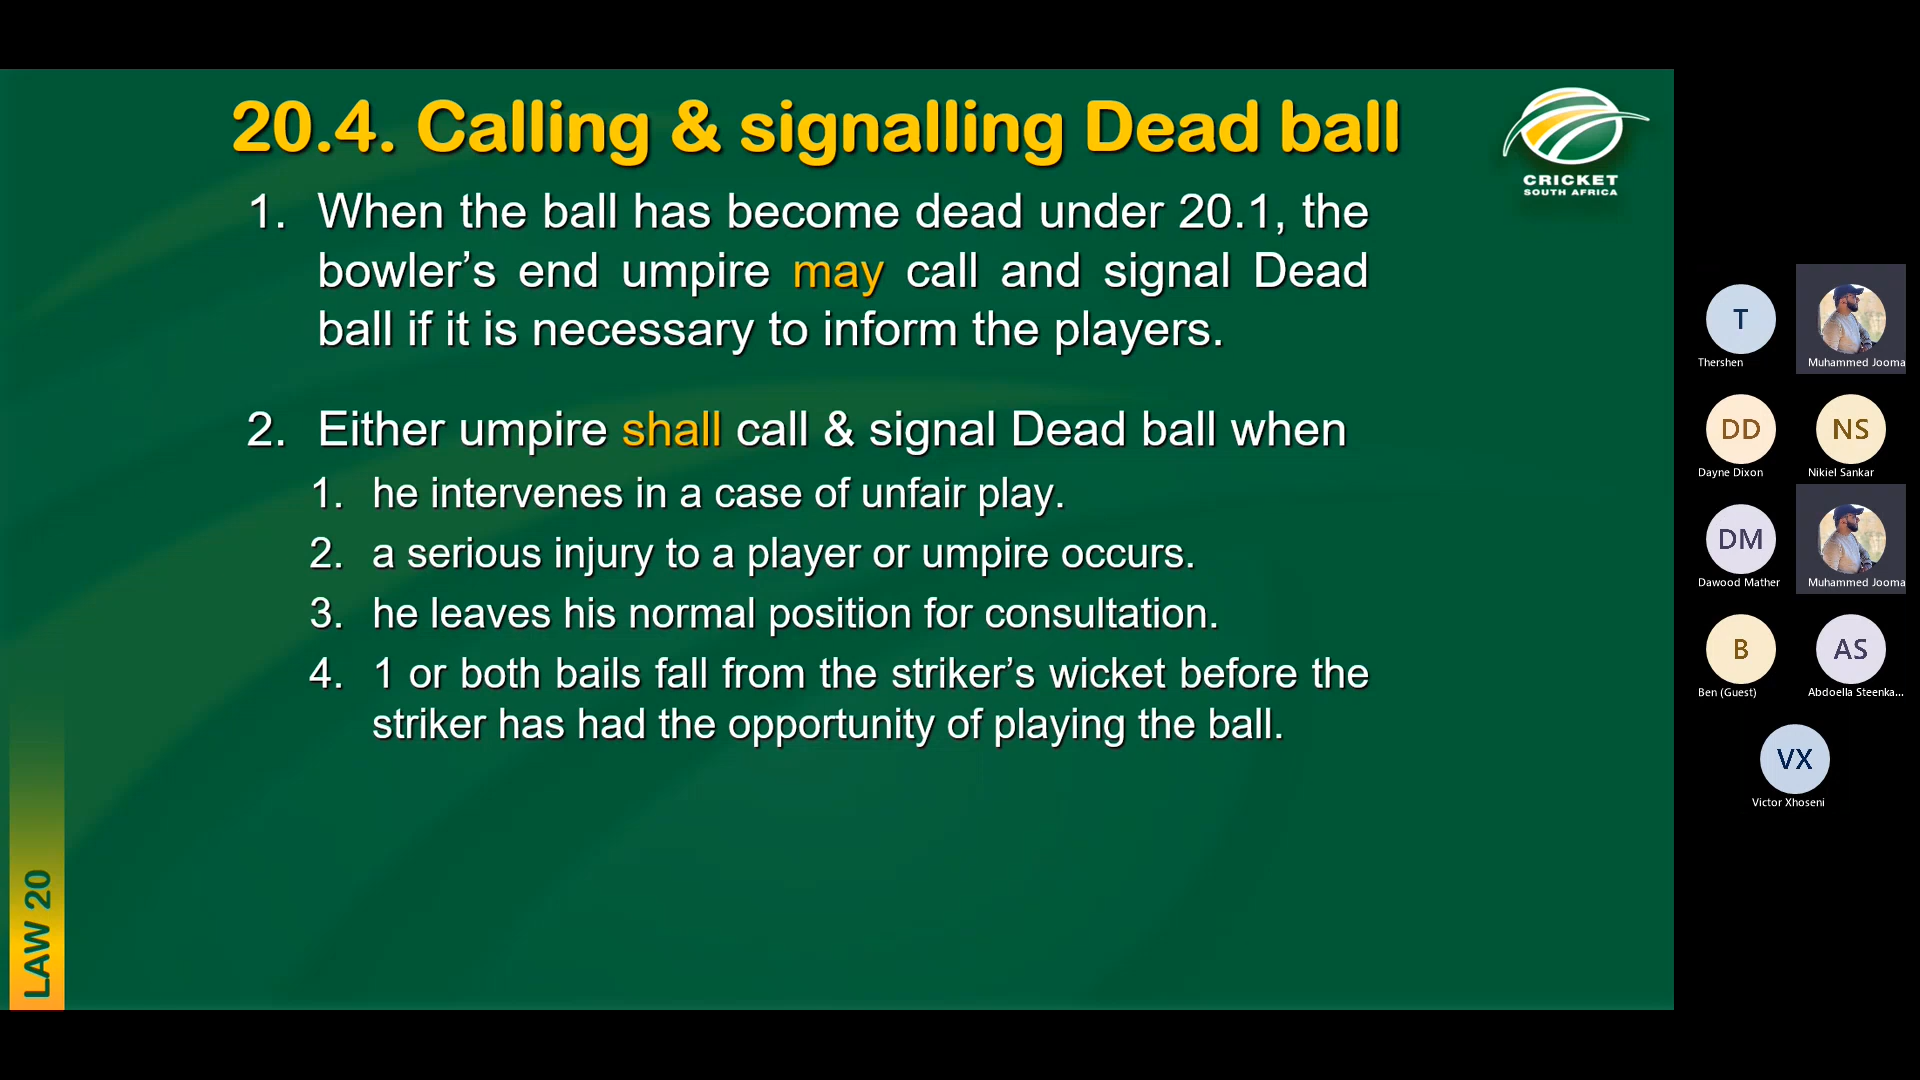 20.4. Calling & signalling Dead ball
CRICKET
SOUTH AFRICA
1. When the ball has become dead under 20.1, the
bowler’s end umpire may call and signal Dead
ball if it is necessary to inform the players.
2. Either umpire shall call & signal Dead ball when
1. he intervenes in a case of unfair play.
2. a serious injury to a player or umpire occurs.
3. he leaves his normal position for consultation.
4. 1 or both bails fall from the striker’s wicket before the
striker has had the opportunity of playing the ball.
LAW 20
T
Thershen
Muhammed Jooma
DD
Dayne Dixon
NS
Nikiel Sankar
DM
Dawood Mather
Muhammed Jooma
B
Ben (Guest)
AS
Abdoella Steenka...
VX
Victor Xhoseni